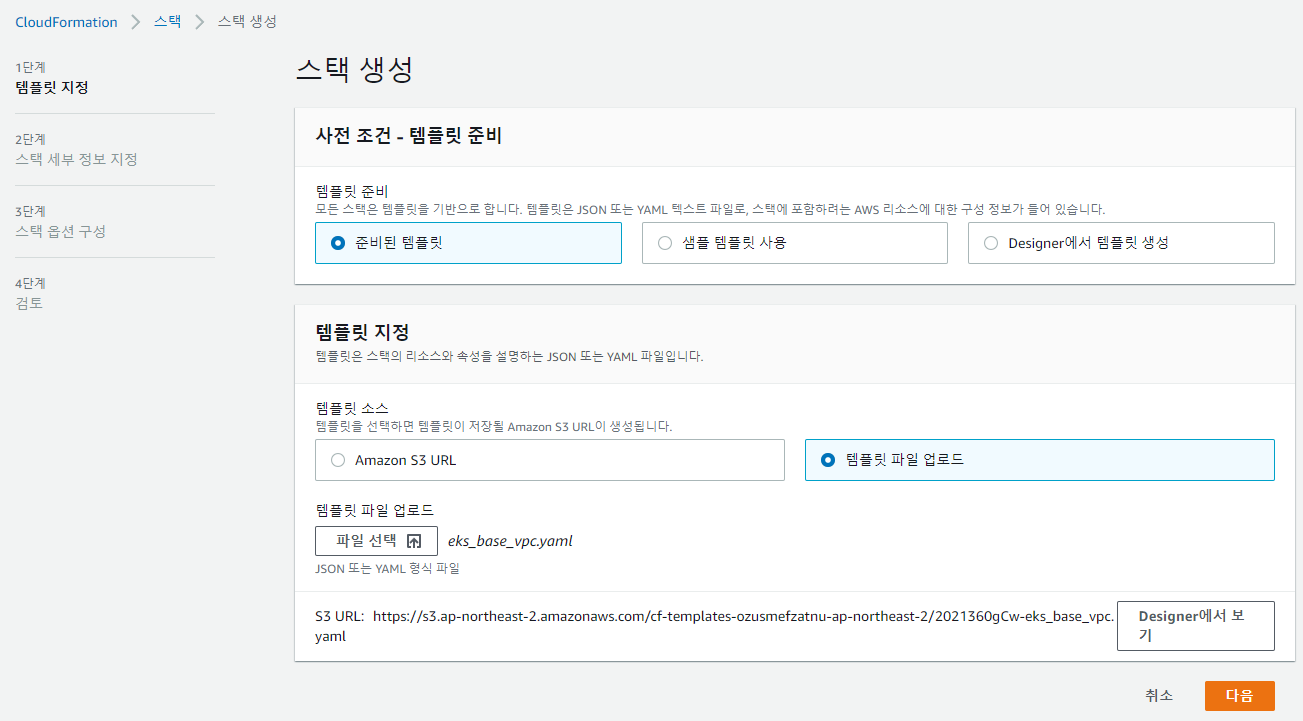 CloudFormation > 스택 > 스택 생성
1단계
템플릿 지정
2단계
스택 세부 정보 지정
3단계
스택 옵션 구성
4단계
검토
스택 생성
사전 조건 - 템플릿 준비
템플릿 준비
모든 스택은 템플릿을 기반으로 합니다. 템플릿은 JSON 또는 YAML 텍스트 파일로, 스택에 포함하려는 AWS 리소스에 대한 구성 정보가 들어 있습니다.
준비된 템플릿
샘플 템플릿 사용
Designer에서 템플릿 생성
템플릿 지정
템플릿은 스택의 리소스와 속성을 설명하는 JSON 또는 YAML 파일입니다.
템플릿 소스
템플릿을 선택하면 템플릿이 저장될 Amazon S3 URL이 생성됩니다.
Amazon S3 URL
템플릿 파일 업로드
템플릿 파일 업로드
파일 선택 eks_base_vpc.yaml
JSON 또는 YAML 형식 파일
S3 URL: https://s3.ap-northeast-2.amazonaws.com/cf-templates-ozusmefzatnu-ap-northeast-2/2021360gCw-eks_base_vpc.
yaml
Designer에서 보
기
취소
다음